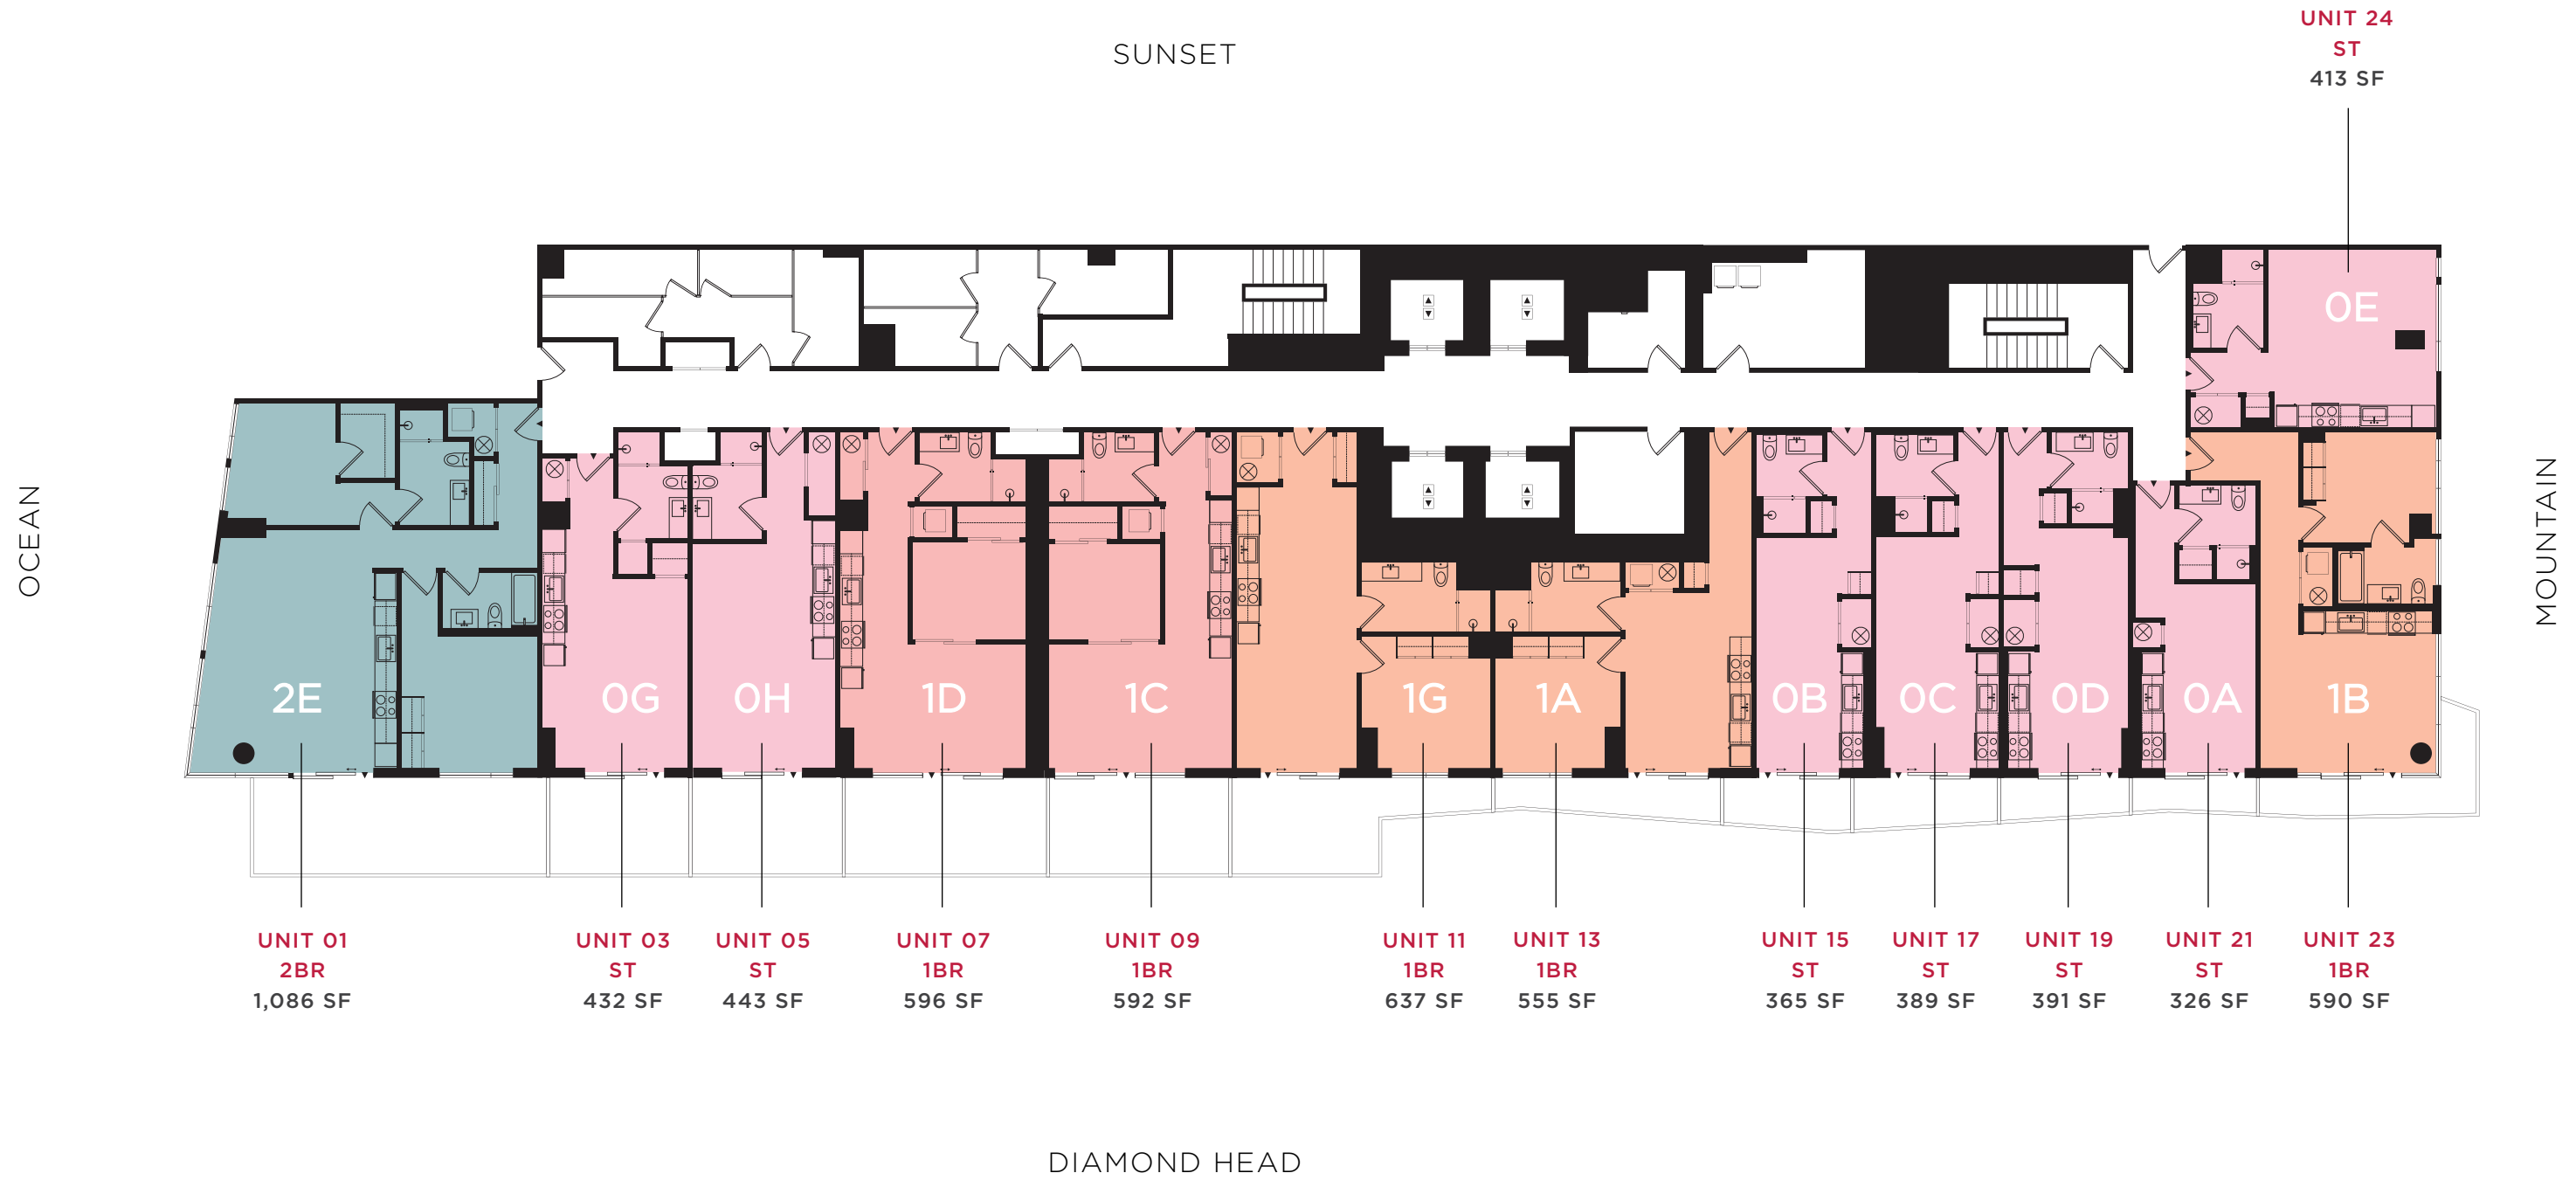 UNIT 24
ST
413 SF
SUNSET
OCEAN
MOUNTAIN
0E
2E
0G
0H
1D
1C
1G
1A
0B
0C
0D
0A
1B
UNIT 01
2BR
1,086 SF
UNIT 03
ST
432 SF
UNIT 05
ST
443 SF
UNIT 07
1BR
596 SF
UNIT 09
1BR
592 SF
UNIT 11
1BR
637 SF
UNIT 13
1BR
555 SF
UNIT 15
ST
365 SF
UNIT 17
ST
389 SF
UNIT 19
ST
391 SF
UNIT 21
ST
326 SF
UNIT 23
1BR
590 SF
DIAMOND HEAD